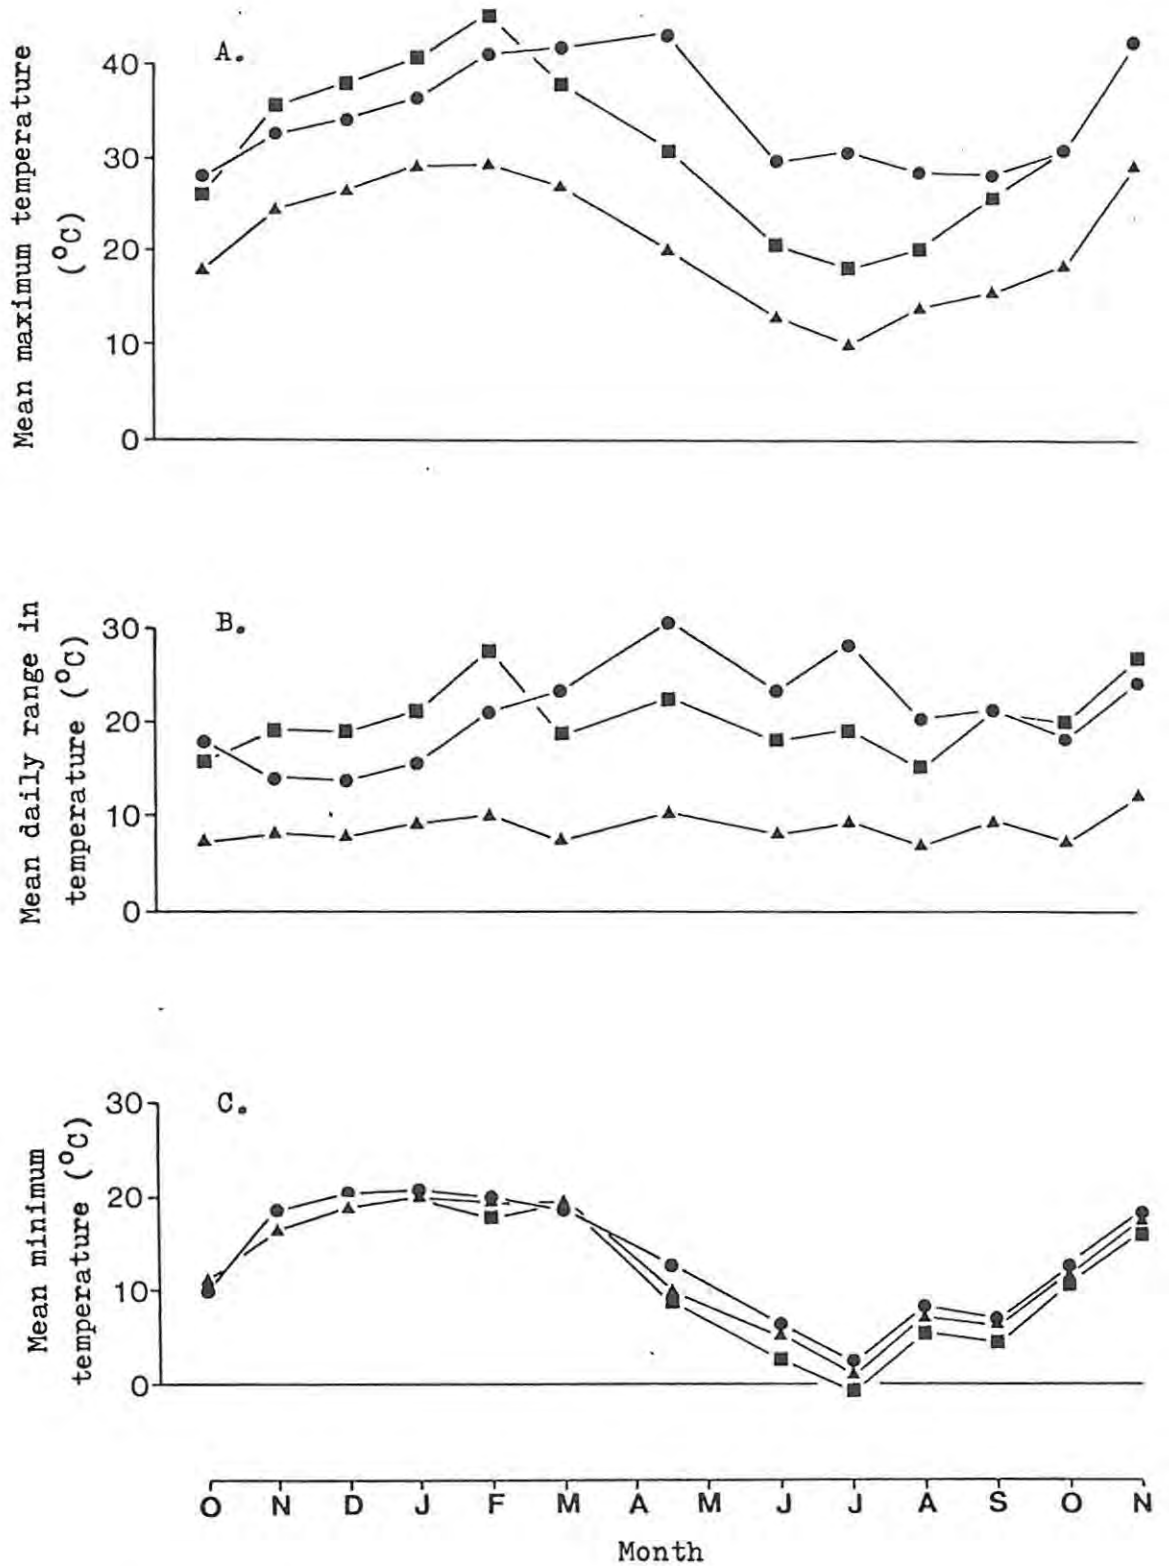 A.
Mean maximum temperature
(°C)
40
30
20
10
0
B.
Mean daily range in
temperature (°C)
30
20
10
0
C.
Mean minimum
temperature (°C)
30
20
10
0
O N D J F M A M J J A S O N
Month